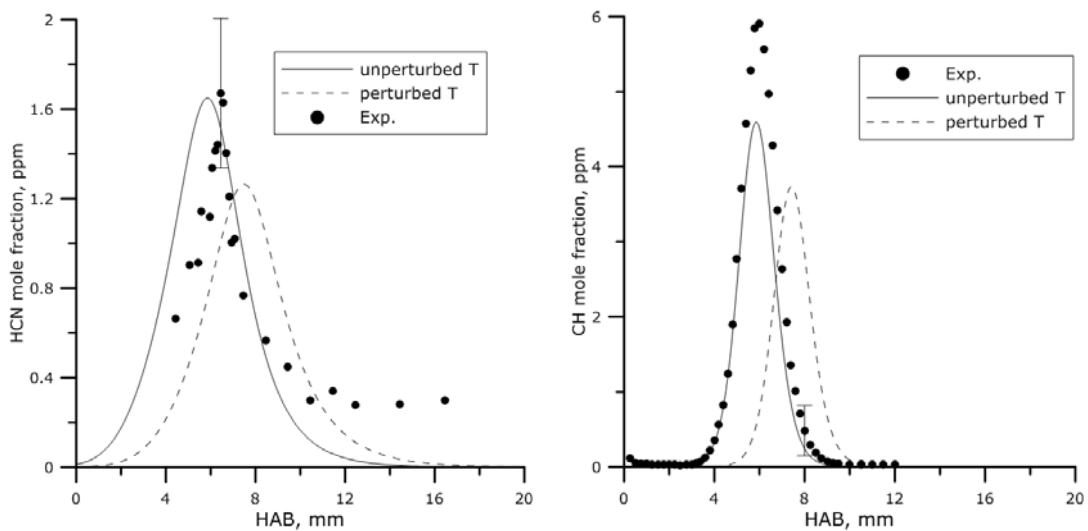 2
1.6
1.2
0.8
0.4
0
HCN mole fraction, ppm
unperturbed T
perturbed T
Exp.
0 4 8 12 16 20
HAB, mm
6
4
2
0
CH mole fraction, ppm
Exp.
unperturbed T
perturbed T
0 4 8 12 16 20
HAB, mm